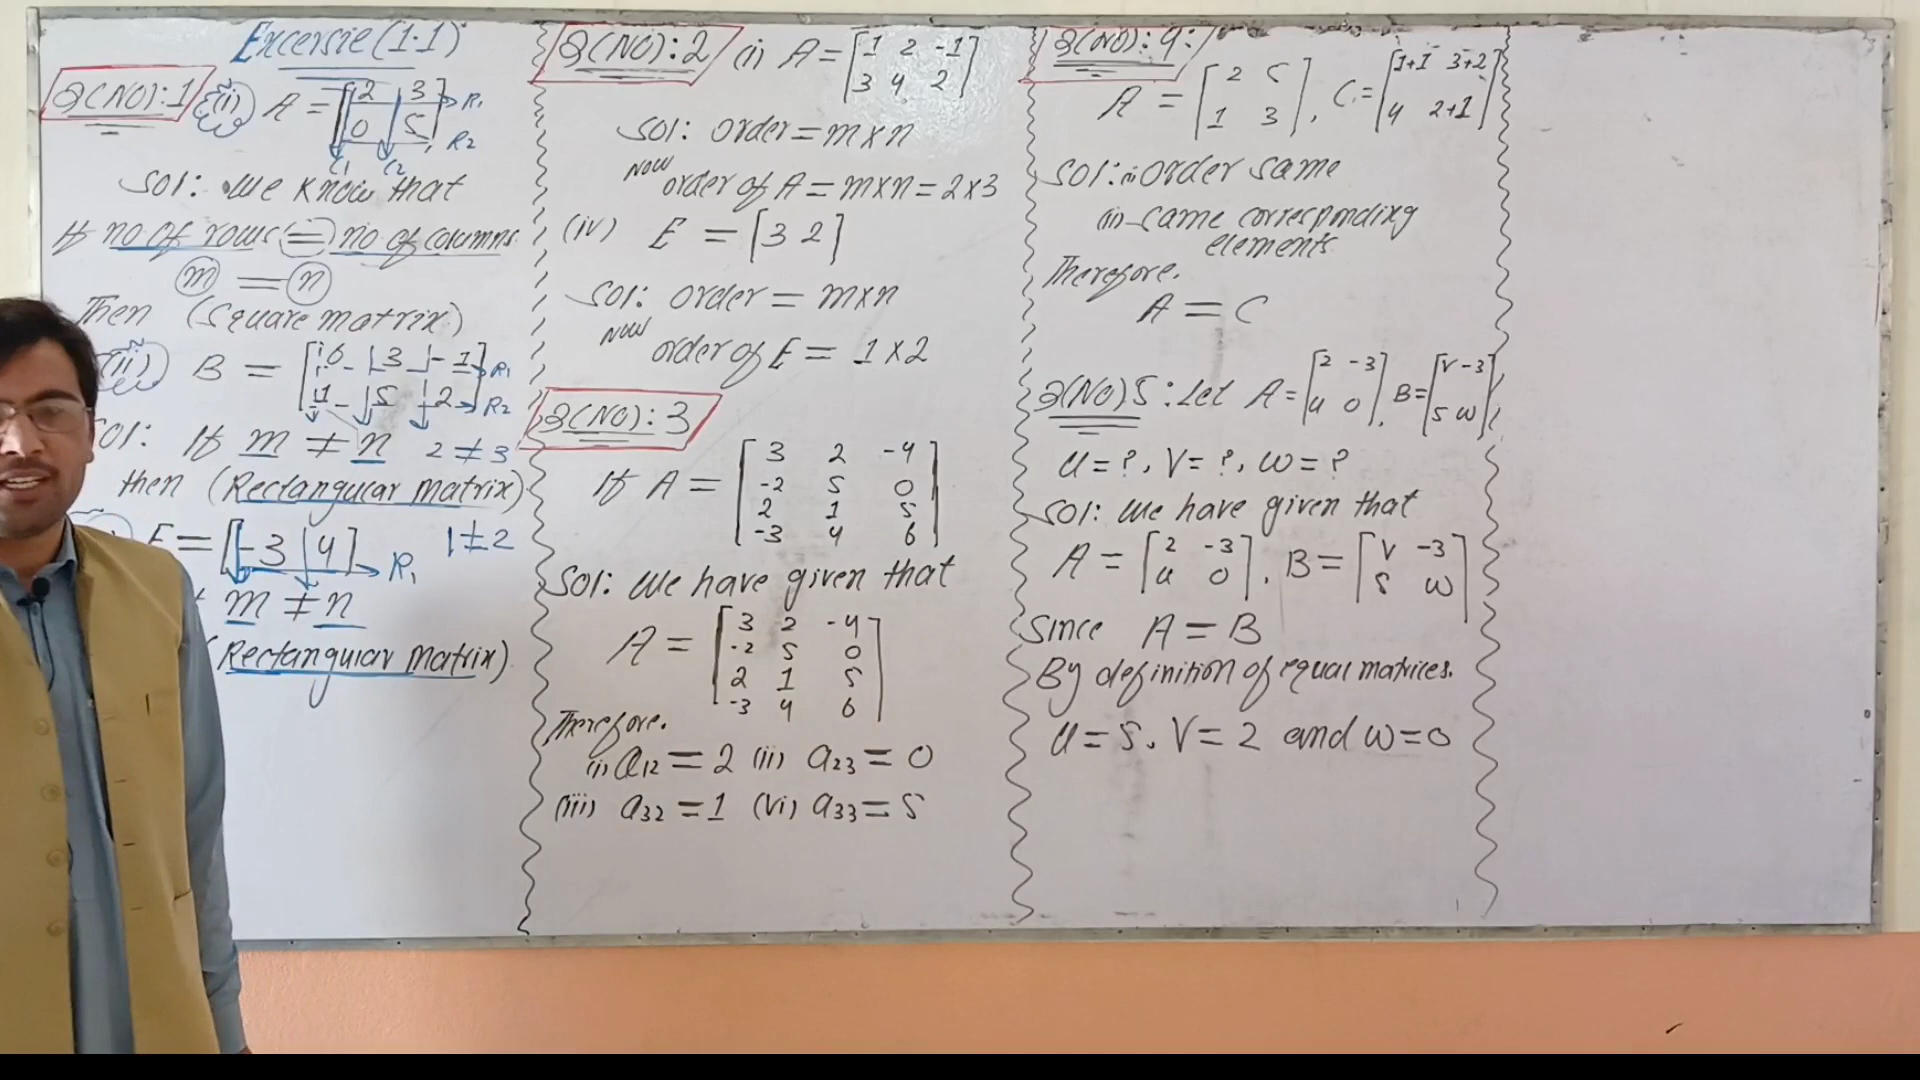 Excersie (1.1)
Q(NO):1 (i) A = [2 3 R1
0 5] R2
C1 C2
Sol: We know that
If no of rows = no of columns
m = n
Then (Square matrix)
(ii) B = [6 3 -1] R1
1 5 2 R2
Sol: If m ≠ n 2 ≠ 3
then (Rectangular matrix)
E = [-3 4] R1 1 ≠ 2
m ≠ n
(Rectangular matrix)
Q(NO):2 (i) A = [1 2 -1
3 4 2]
Sol: order = m×n
Now
order of A = m×n = 2×3
(iv) E = [3 2]
Sol: order = m×n
Now
order of E = 1×2
Q(NO):3
If A = [3 2 -4
-2 5 0
2 1 5
-3 4 6]
Sol: We have given that
A = [3 2 -4
-2 5 0
2 1 5
-3 4 6]
Therefore.
(i) a12 = 2 (ii) a23 = 0
(iii) a32 = 1 (vi) a33 = 5
Q(NO):4:
A = [2 5
1 3], C = [1+1 3+2
4 2+1]
Sol: (i) Order same
(ii) Same corresponding
elements
Therefore.
A = C
Q(NO)5: Let A = [2 -3
u 0], B = [v -3
5 w]
u = ?, v = ?, w = ?
Sol: We have given that
A = [2 -3
u 0], B = [v -3
5 w]
Since A = B
By definition of equal matrices.
u = 5, v = 2 and w = 0